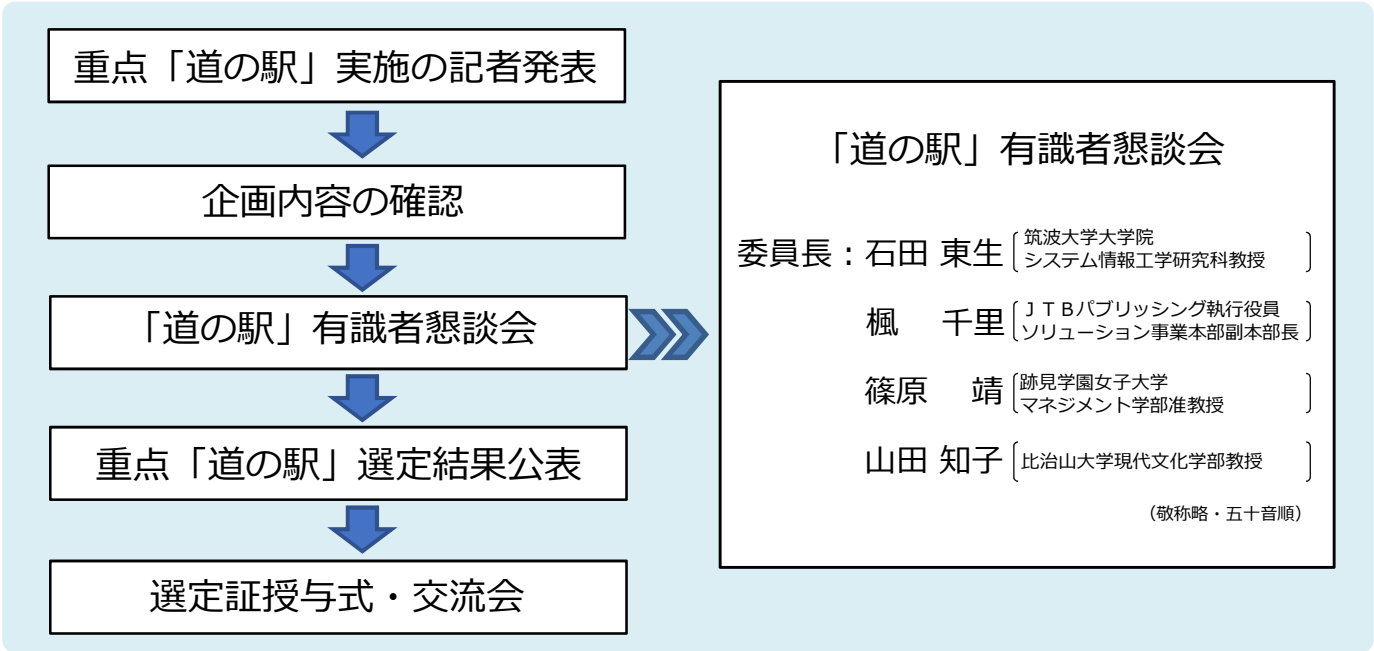 重点「道の駅」実施の記者発表
企画内容の確認
「道の駅」有識者懇談会
重点「道の駅」選定結果公表
選定証授与式・交流会
「道の駅」有識者懇談会
委員長：石田 東生 筑波大学大学院
システム情報工学研究科教授
楓　千里 ＪＴＢパブリッシング執行役員
ソリューション事業本部副本部長
篠原　靖 跡見学園女子大学
マネジメント学部准教授
山田 知子 比治山大学現代文化学部教授
（敬称略・五十音順）